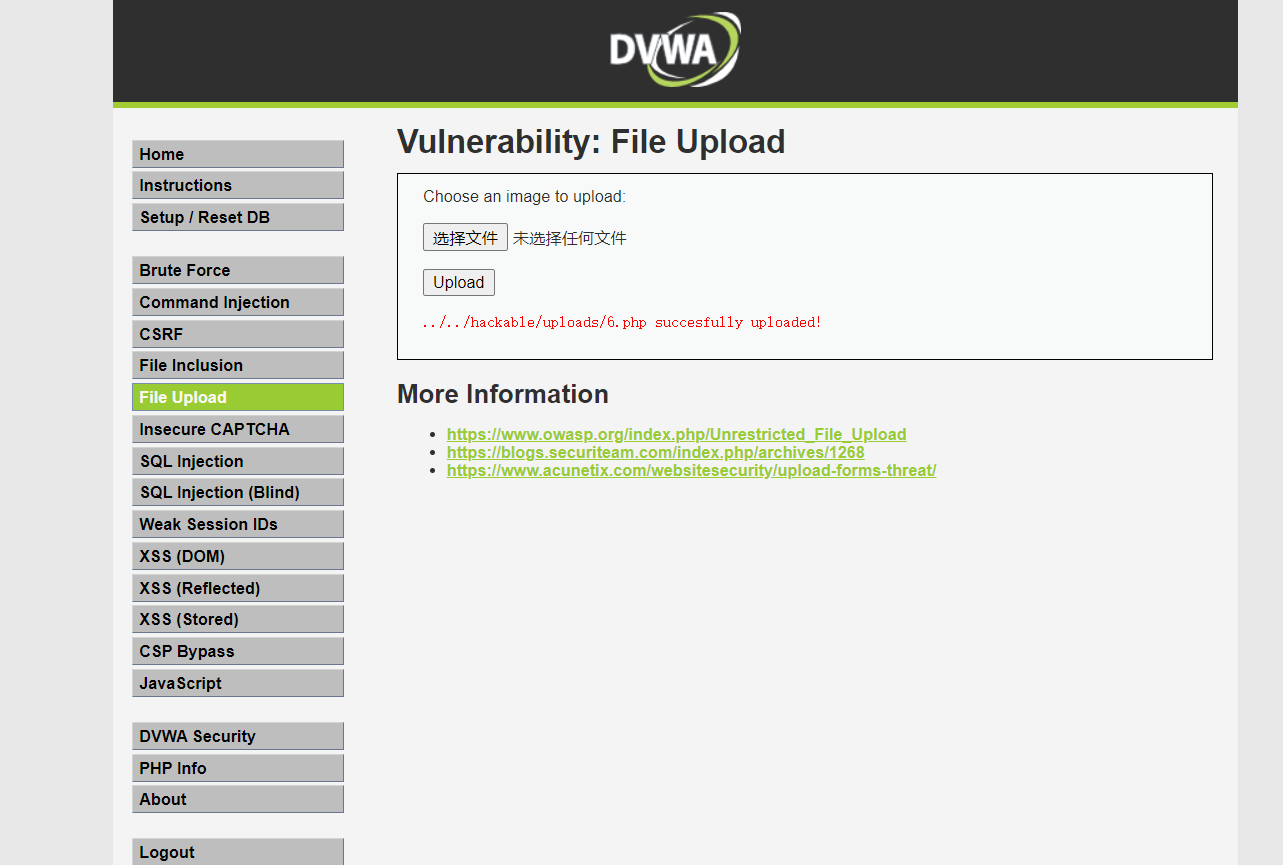 DVWA
Home
Instructions
Setup / Reset DB
Brute Force
Command Injection
CSRF
File Inclusion
File Upload
Insecure CAPTCHA
SQL Injection
SQL Injection (Blind)
Weak Session IDs
XSS (DOM)
XSS (Reflected)
XSS (Stored)
CSP Bypass
JavaScript
DVWA Security
PHP Info
About
Logout
Vulnerability: File Upload
Choose an image to upload:
选择文件 未选择任何文件
Upload
../../hackable/uploads/6.php succesfully uploaded!
More Information
https://www.owasp.org/index.php/Unrestricted_File_Upload
https://blogs.securiteam.com/index.php/archives/1268
https://www.acunetix.com/websitesecurity/upload-forms-threat/